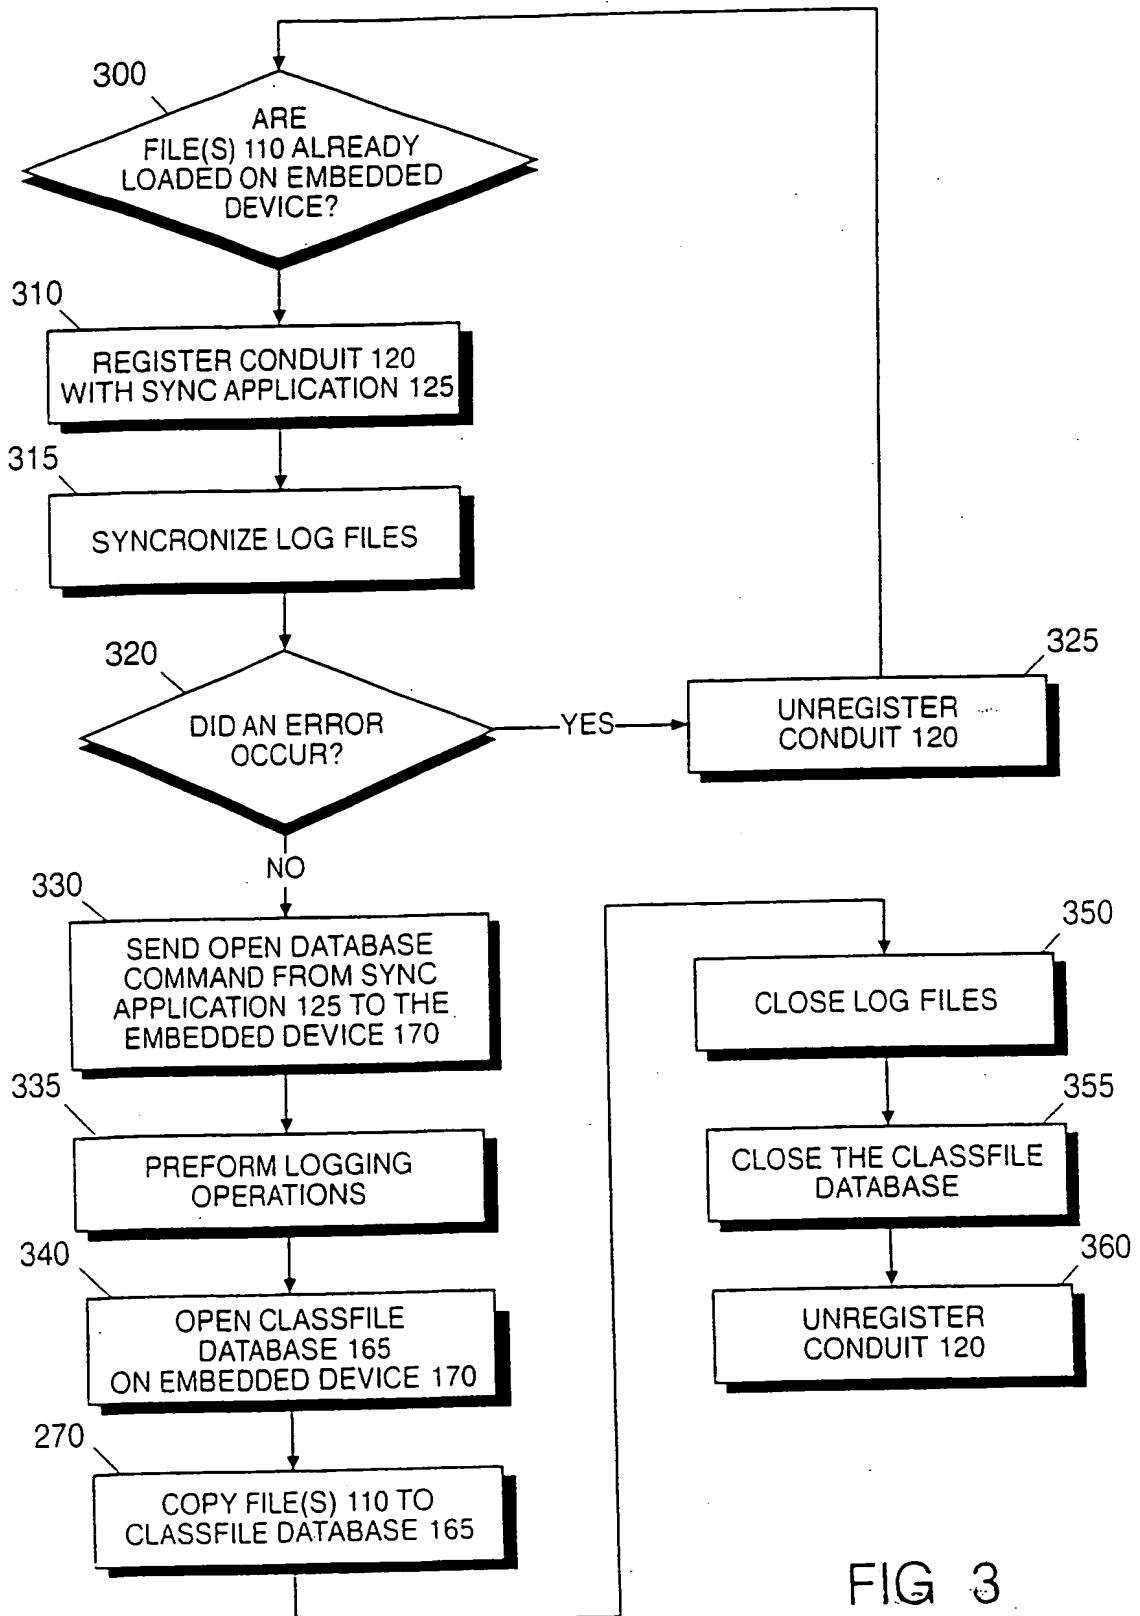 300
ARE
FILE(S) 110 ALREADY
LOADED ON EMBEDDED
DEVICE?
310
REGISTER CONDUIT 120
WITH SYNC APPLICATION 125
315
SYNCRONIZE LOG FILES
320
DID AN ERROR
OCCUR?
YES
325
UNREGISTER
CONDUIT 120
NO
330
SEND OPEN DATABASE
COMMAND FROM SYNC
APPLICATION 125 TO THE
EMBEDDED DEVICE 170
335
PREFORM LOGGING
OPERATIONS
340
OPEN CLASSFILE
DATABASE 165
ON EMBEDDED DEVICE 170
270
COPY FILE(S) 110 TO
CLASSFILE DATABASE 165
350
CLOSE LOG FILES
355
CLOSE THE CLASSFILE
DATABASE
360
UNREGISTER
CONDUIT 120
FIG 3